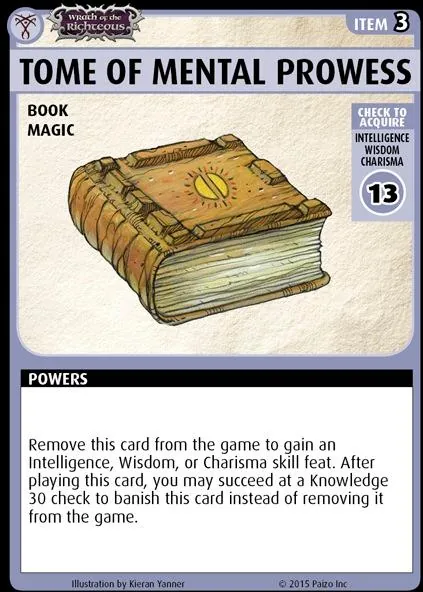 Wrath of the
Righteous
ITEM 3
TOME OF MENTAL PROWESS
BOOK
MAGIC
CHECK TO
ACQUIRE
INTELLIGENCE
WISDOM
CHARISMA
13
POWERS
Remove this card from the game to gain an
Intelligence, Wisdom, or Charisma skill feat. After
playing this card, you may succeed at a Knowledge
30 check to banish this card instead of removing it
from the game.
Illustration by Kieran Yanner
© 2015 Paizo Inc